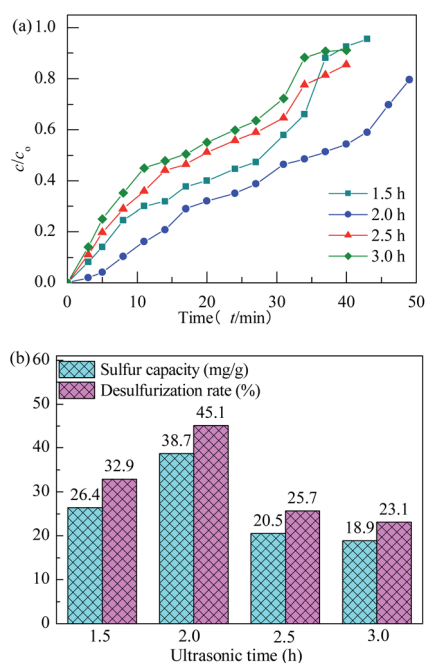 (a)
1.0
0.8
0.6
0.4
0.2
0.0
c/co
0 10 20 30 40 50
Time( t/min)
1.5 h
2.0 h
2.5 h
3.0 h
(b)
60
50
40
30
20
10
0
Sulfur capacity (mg/g)
Desulfurization rate (%)
26.4 32.9 38.7 45.1 20.5 25.7 18.9 23.1
1.5 2.0 2.5 3.0
Ultrasonic time (h)